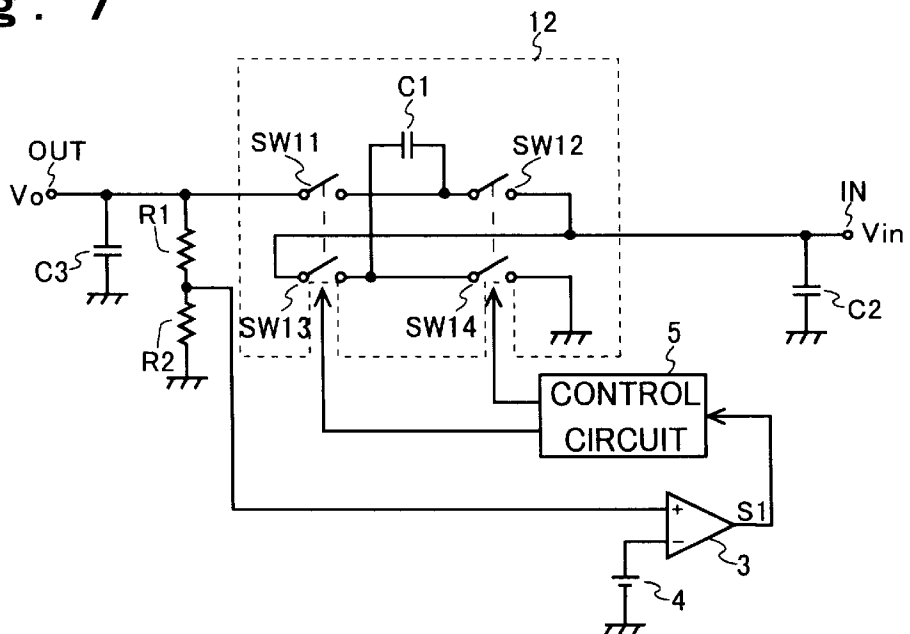 g. 7
12
C1
SW11
SW12
OUT
Vo
IN
Vin
R1
C3
C2
SW13
SW14
R2
5
CONTROL
CIRCUIT
S1
+
−
3
4